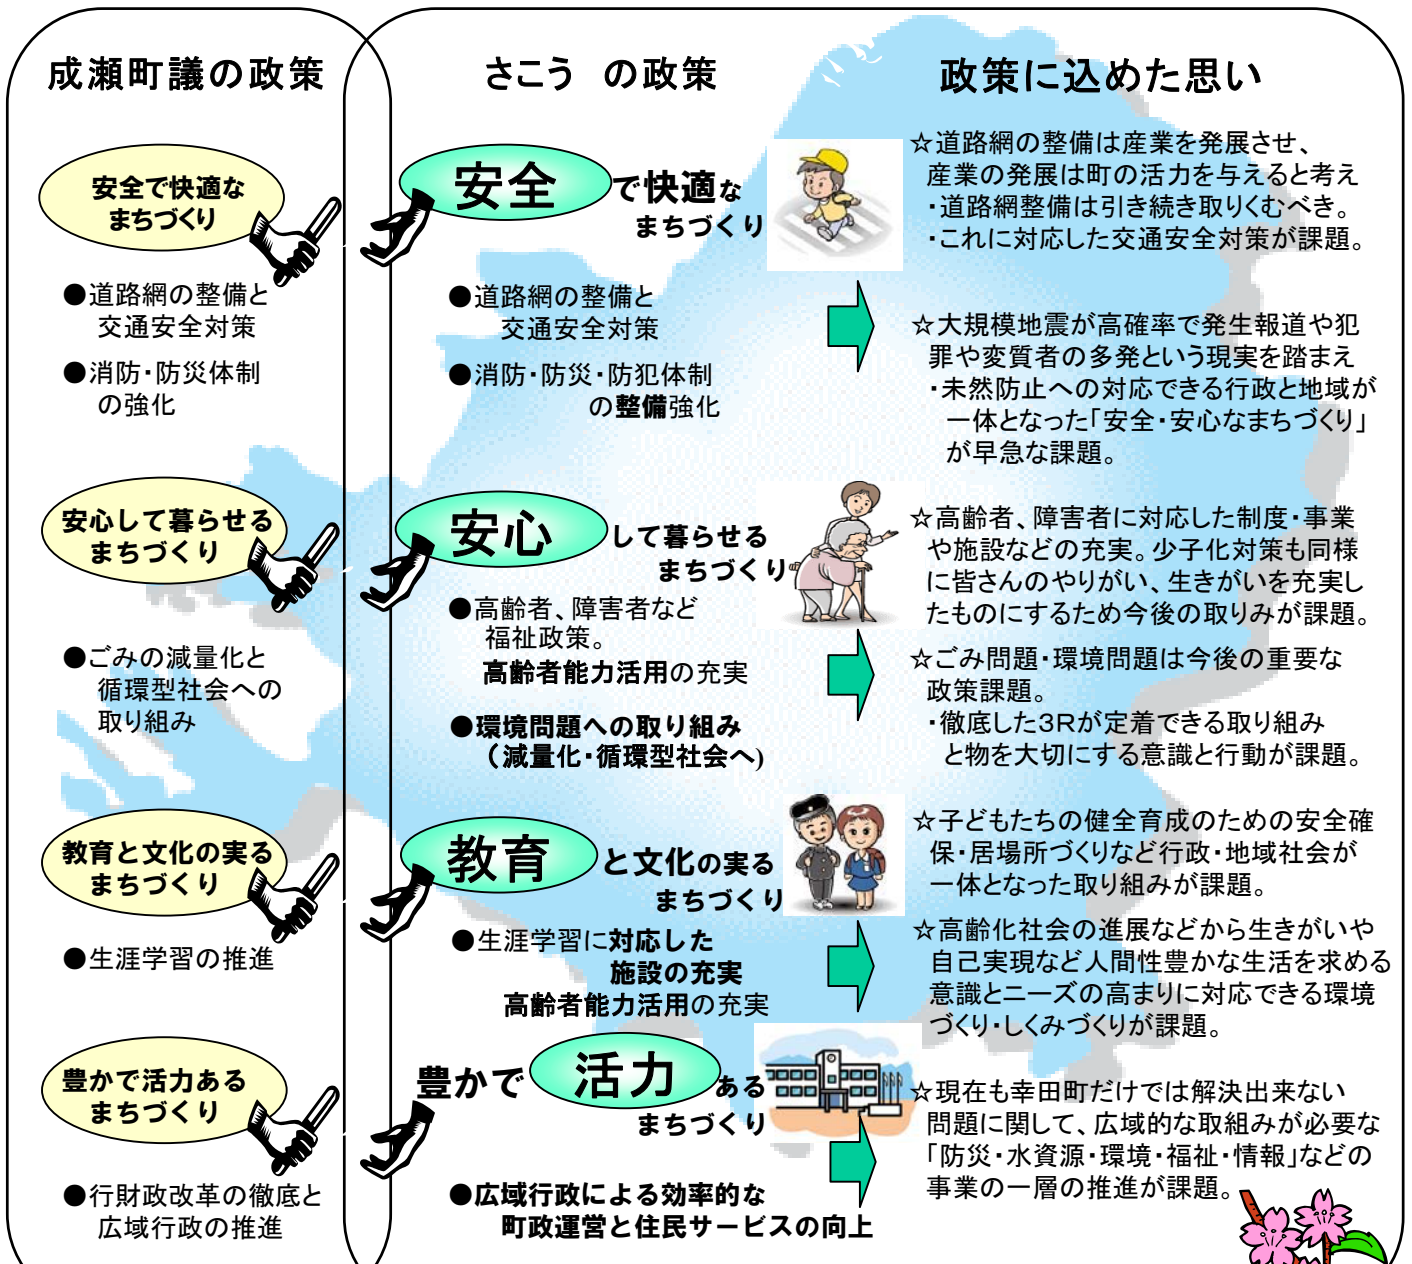 成瀬町議の政策
安全で快適な
まちづくり
●道路網の整備と
交通安全対策
●消防・防災体制
の強化
安心して暮らせる
まちづくり
●ごみの減量化と
循環型社会への
取り組み
教育と文化の実る
まちづくり
●生涯学習の推進
豊かで活力ある
まちづくり
●行財政改革の徹底と
広域行政の推進
さこう の政策
安全で快適な
まちづくり
●道路網の整備と
交通安全対策
●消防・防災・防犯体制
の整備強化
安心して暮らせる
まちづくり
●高齢者、障害者など
福祉政策。
高齢者能力活用の充実
●環境問題への取り組み
（減量化・循環型社会へ)
教育と文化の実る
まちづくり
●生涯学習に対応した
施設の充実
高齢者能力活用の充実
豊かで活力ある
まちづくり
●広域行政による効率的な
町政運営と住民サービスの向上
政策に込めた思い
☆道路網の整備は産業を発展させ、
産業の発展は町の活力を与えると考え
・道路網整備は引き続き取りくむべき。
・これに対応した交通安全対策が課題。
☆大規模地震が高確率で発生報道や犯
罪や変質者の多発という現実を踏まえ
・未然防止への対応できる行政と地域が
一体となった「安全・安心なまちづくり」
が早急な課題。
☆高齢者、障害者に対応した制度・事業
や施設などの充実。少子化対策も同様
に皆さんのやりがい、生きがいを充実し
たものにするため今後の取りみが課題。
☆ごみ問題・環境問題は今後の重要な
政策課題。
・徹底した３Ｒが定着できる取り組み
と物を大切にする意識と行動が課題。
☆子どもたちの健全育成のための安全確
保・居場所づくりなど行政・地域社会が
一体となった取り組みが課題。
☆高齢化社会の進展などから生きがいや
自己実現など人間性豊かな生活を求める
意識とニーズの高まりに対応できる環境
づくり・しくみづくりが課題。
☆現在も幸田町だけでは解決出来ない
問題に関して、広域的な取組みが必要な
「防災・水資源・環境・福祉・情報」などの
事業の一層の推進が課題。